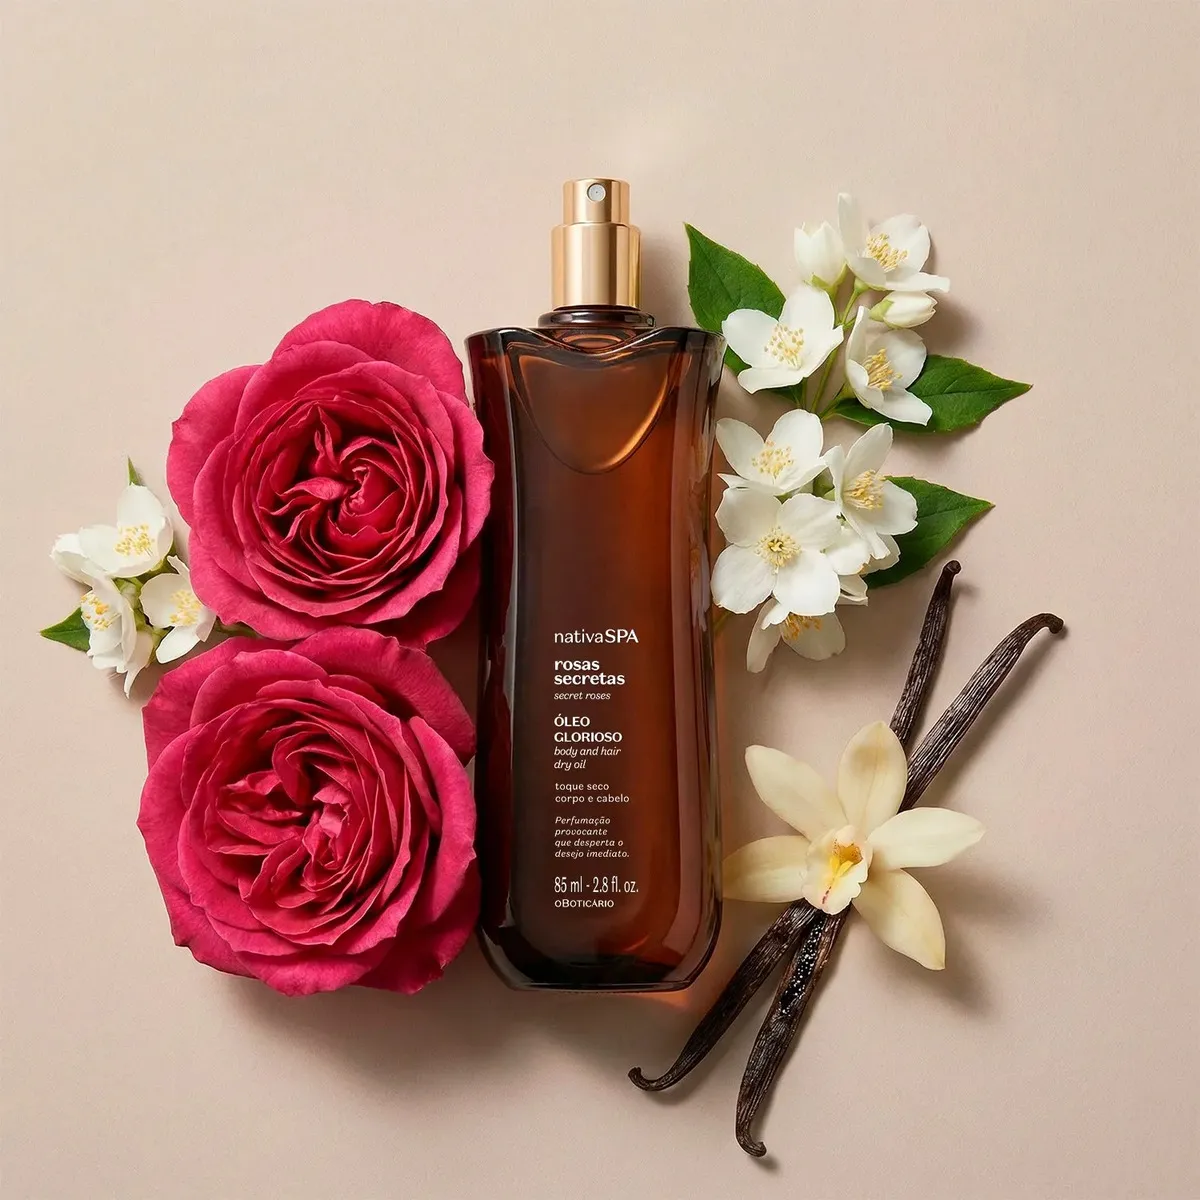 nativaSPA
rosas
secretas
secret roses
ÓLEO
GLORIOSO
body and hair
dry oil
toque seco
corpo e cabelo
Perfumação
provocante
que desperta o
desejo imediato.
85 ml - 2.8 fl. oz.
oBOTICÁRIO